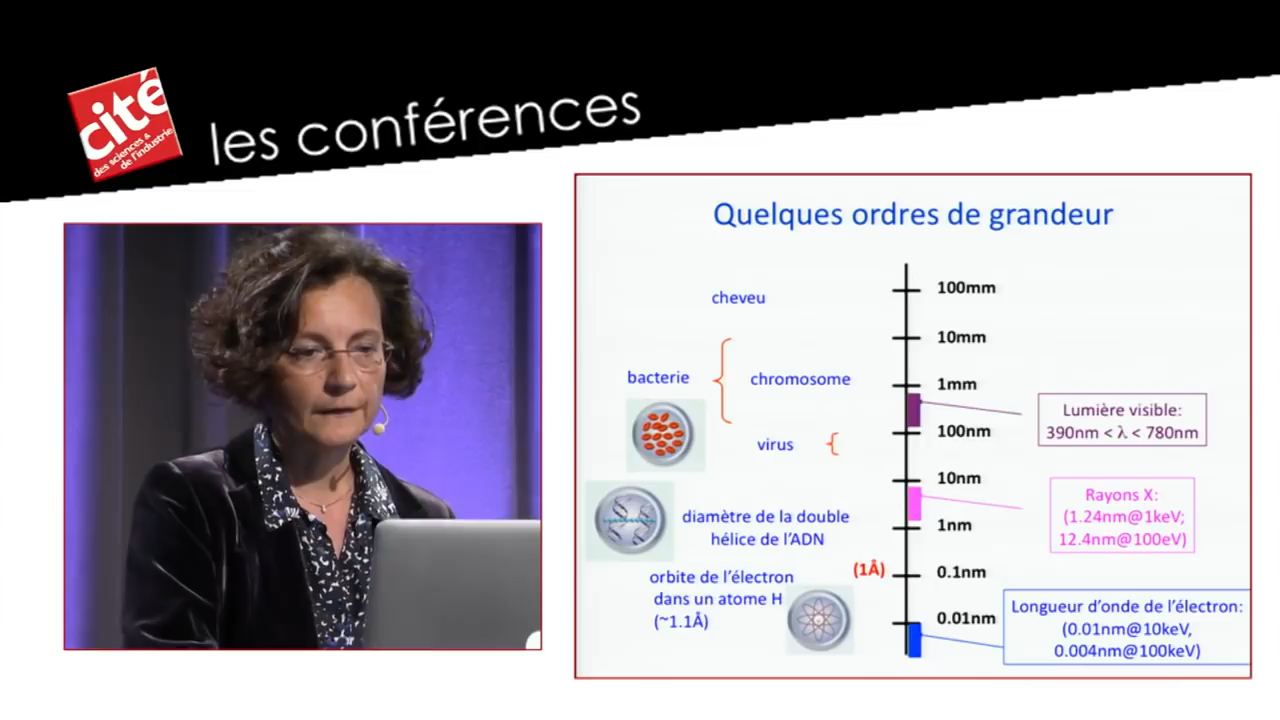 cité
des sciences &
de l'industrie
les conférences
Quelques ordres de grandeur
cheveu
bacterie
chromosome
virus
diamètre de la double
hélice de l'ADN
orbite de l'électron
dans un atome H
(~1.1Å)
(1Å)
100mm
10mm
1mm
100nm
10nm
1nm
0.1nm
0.01nm
Lumière visible:
390nm < λ < 780nm
Rayons X:
(1.24nm@1keV;
12.4nm@100eV)
Longueur d'onde de l'électron:
(0.01nm@10keV,
0.004nm@100keV)